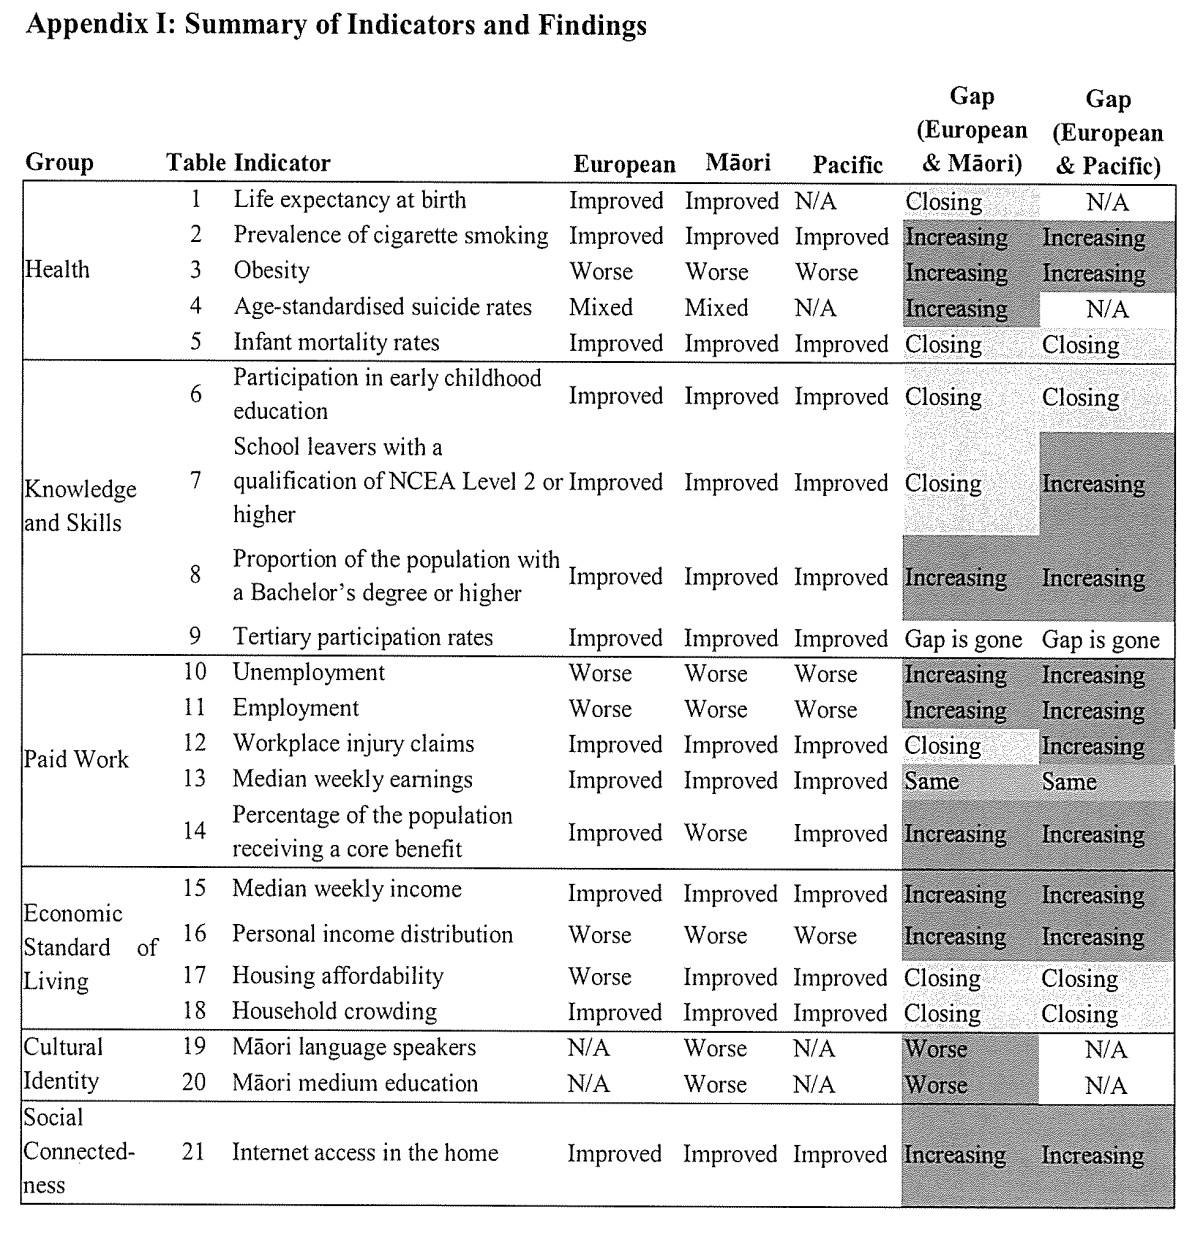 Appendix I: Summary of Indicators and Findings
Group Table Indicator European Māori Pacific Gap (European & Māori) Gap (European & Pacific)
Health
1 Life expectancy at birth Improved Improved N/A Closing N/A
2 Prevalence of cigarette smoking Improved Improved Improved Increasing Increasing
3 Obesity Worse Worse Worse Increasing Increasing
4 Age-standardised suicide rates Mixed Mixed N/A Increasing N/A
5 Infant mortality rates Improved Improved Improved Closing Closing
Knowledge and Skills
6 Participation in early childhood education Improved Improved Improved Closing Closing
7 School leavers with a qualification of NCEA Level 2 or higher Improved Improved Improved Closing Increasing
8 Proportion of the population with a Bachelor's degree or higher Improved Improved Improved Increasing Increasing
9 Tertiary participation rates Improved Improved Improved Gap is gone Gap is gone
Paid Work
10 Unemployment Worse Worse Worse Increasing Increasing
11 Employment Worse Worse Worse Increasing Increasing
12 Workplace injury claims Improved Improved Improved Closing Increasing
13 Median weekly earnings Improved Improved Improved Same Same
14 Percentage of the population receiving a core benefit Improved Worse Improved Increasing Increasing
Economic Standard of Living
15 Median weekly income Improved Improved Improved Increasing Increasing
16 Personal income distribution Worse Worse Worse Increasing Increasing
17 Housing affordability Worse Improved Improved Closing Closing
18 Household crowding Improved Improved Improved Closing Closing
Cultural Identity
19 Māori language speakers N/A Worse N/A Worse N/A
20 Māori medium education N/A Worse N/A Worse N/A
Social Connected-ness
21 Internet access in the home Improved Improved Improved Increasing Increasing